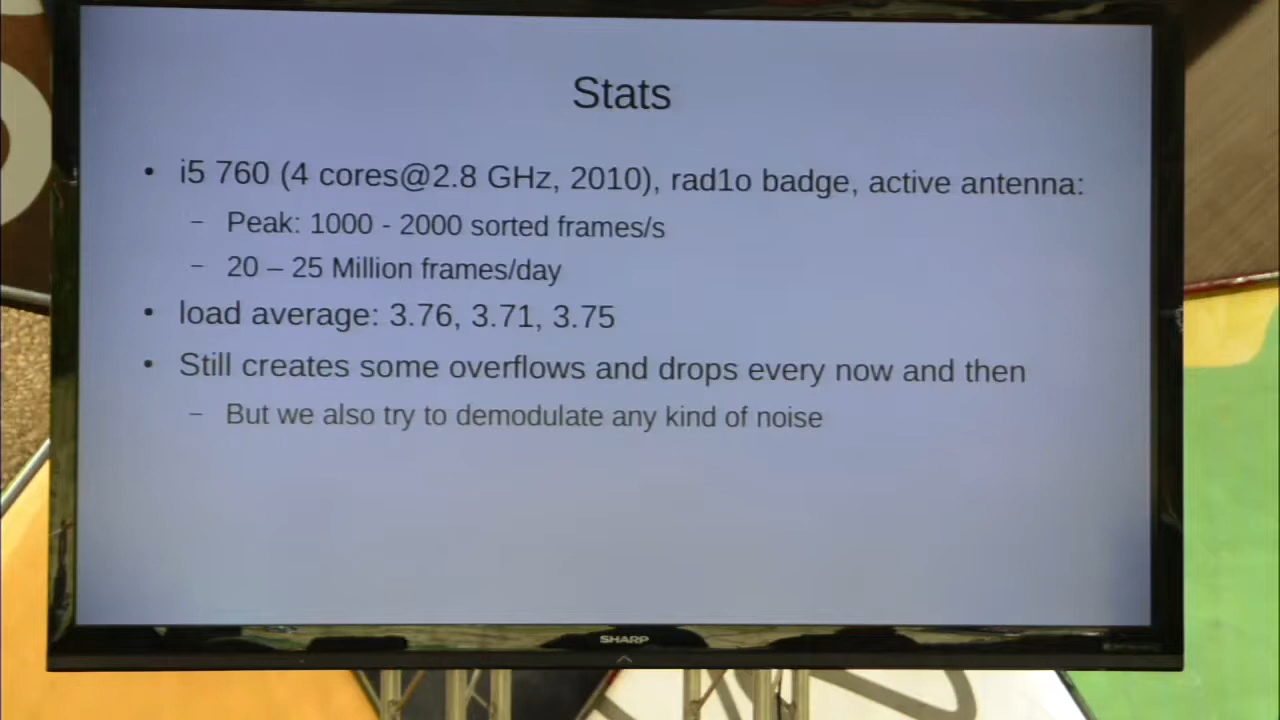 Stats
• i5 760 (4 cores@2.8 GHz, 2010), rad1o badge, active antenna:
– Peak: 1000 - 2000 sorted frames/s
– 20 – 25 Million frames/day
• load average: 3.76, 3.71, 3.75
• Still creates some overflows and drops every now and then
– But we also try to demodulate any kind of noise
SHARP